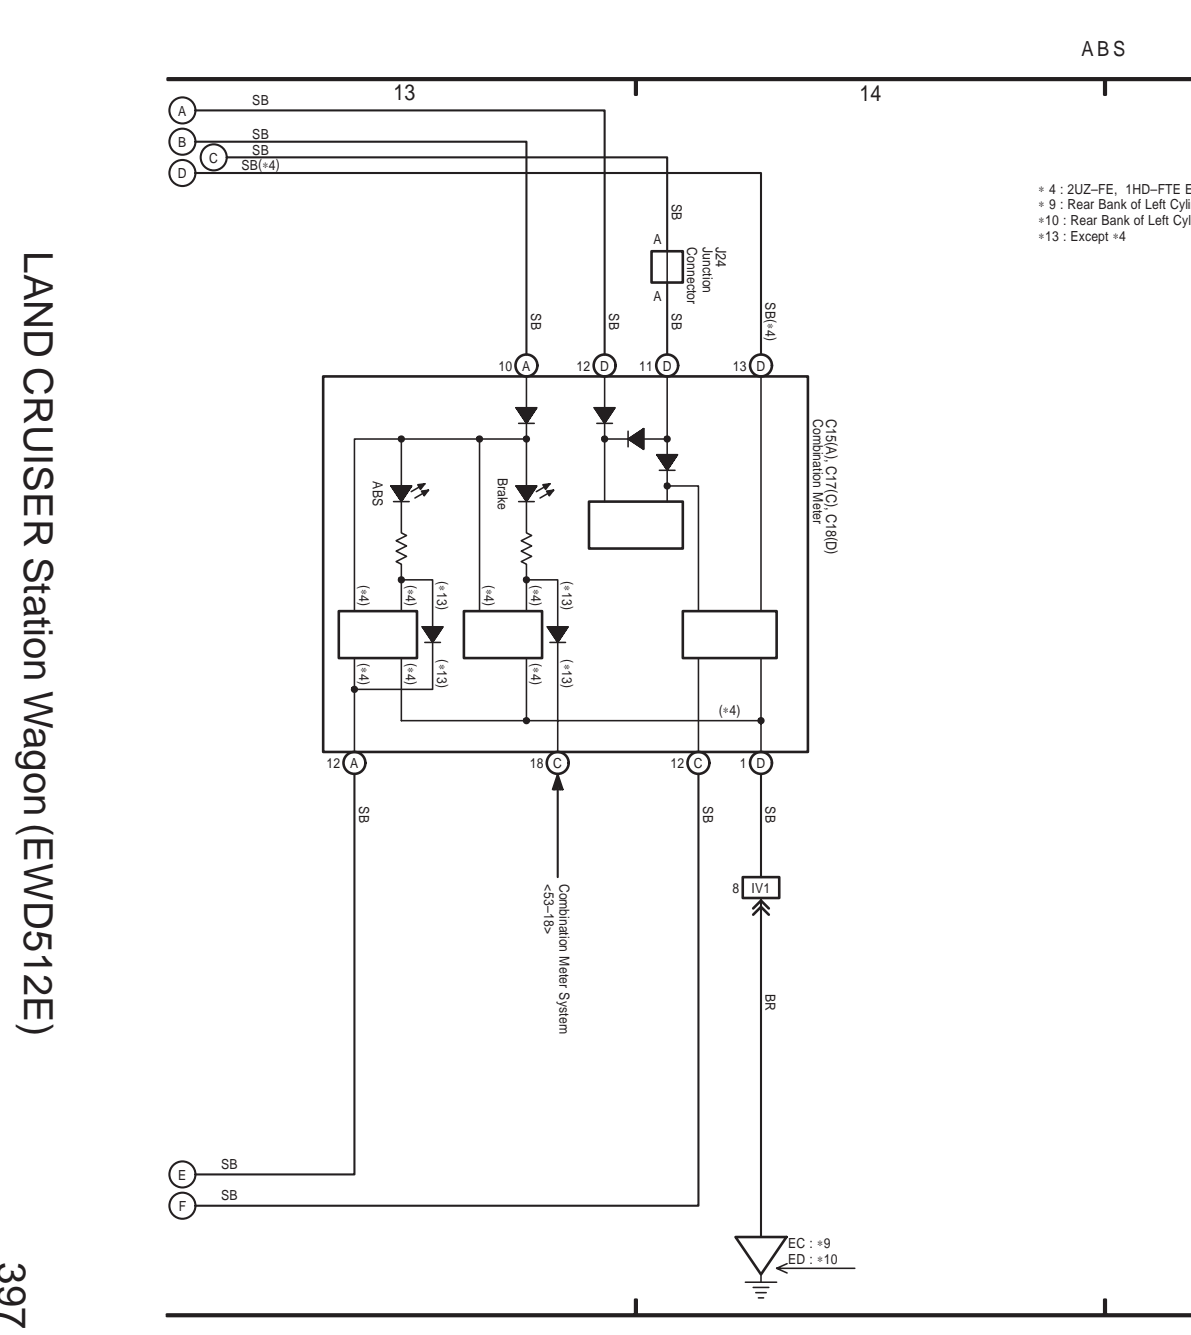 ABS
13
14
A
SB
B
SB
C
SB
D
SB(∗4)
∗ 4 : 2UZ–FE, 1HD–FTE
∗ 9 : Rear Bank of Left
∗10 : Rear Bank of Left
∗13 : Except ∗4
SB
A
J24
Junction
Connector
A
SB
SB
SB
SB(∗4)
10 A
12 D
11 D
13 D
C15(A), C17(C), C18(D)
Combination Meter
ABS
Brake
(∗4)
(∗4)
(∗13)
(∗4)
(∗4)
(∗13)
(∗4)
(∗4)
(∗13)
(∗4)
(∗13)
(∗4)
12 A
18 C
12 C
1 D
SB
SB
SB
8 IV1
Combination Meter System
<53–18>
BR
E
SB
F
SB
EC : ∗9
ED : ∗10
LAND CRUISER Station Wagon (EWD512E)
397